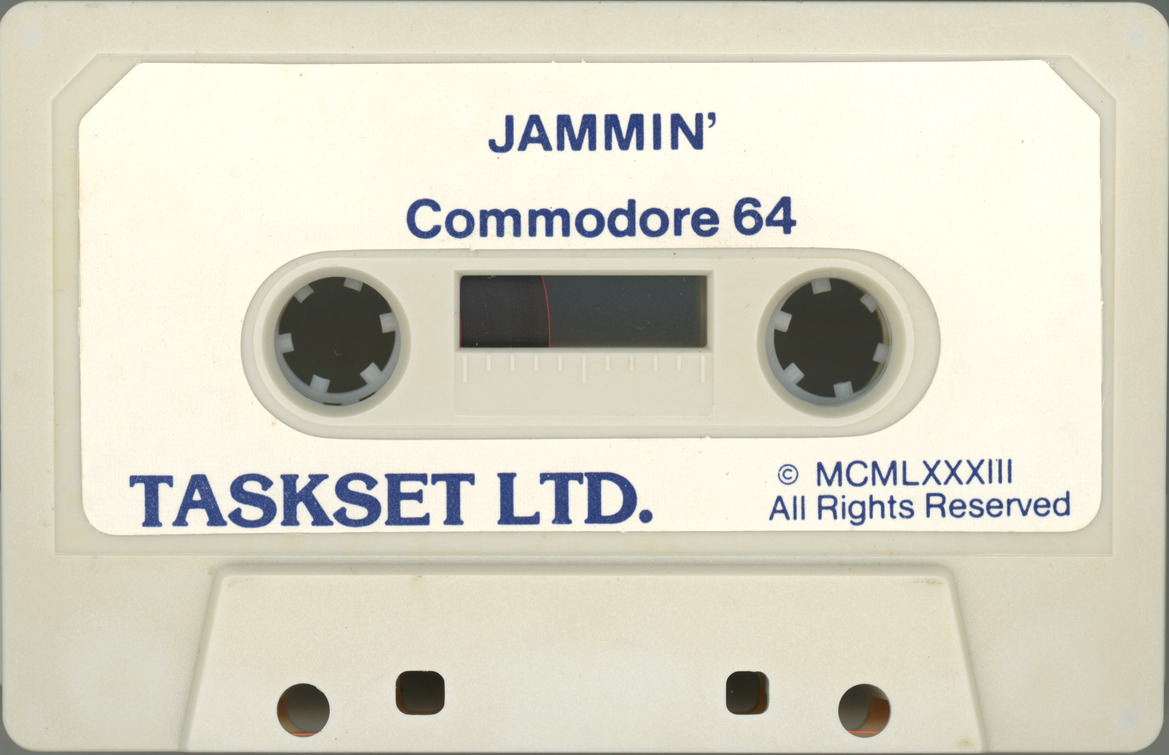 JAMMIN’
Commodore 64
TASKSET LTD.
© MCMLXXXIII
All Rights Reserved